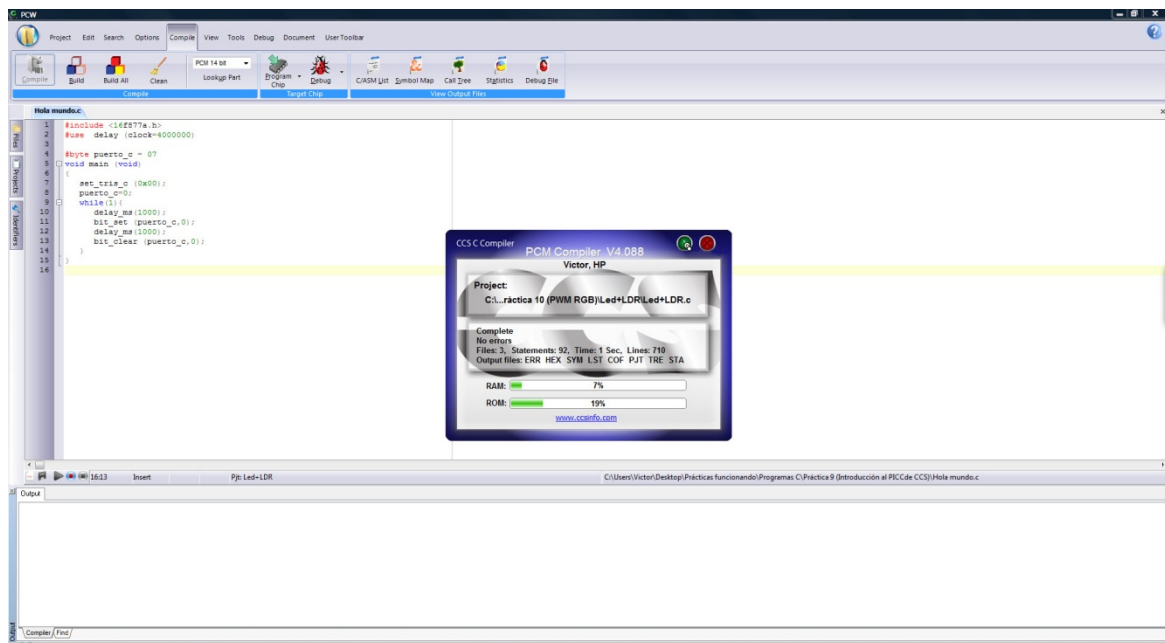 PCW
Project Edit Search Options Compile View Tools Debug Document User Toolbar
Compile Build Build All Clean
PCM 14 bit
Lookup Part
Program Chip Debug
C/ASM List Symbol Map Call Tree Statistics Debug File
Compile Target Chip View Output Files
Hola mundo.c
Files
Projects
Identifiers
1 #include <16f877a.h>
2 #use delay (clock=4000000)
3
4 #byte puerto_c = 07
5 void main (void)
6 {
7 set_tris_c (0x00);
8 puerto_c=0;
9 while(1){
10 delay_ms(1000);
11 bit_set (puerto_c,0);
12 delay_ms(1000);
13 bit_clear (puerto_c,0);
14 }
15 }
16
CCS C Compiler
PCM Compiler V4.088
Victor, HP
Project:
C:\...ráctica 10 (PWM RGB)\Led+LDR\Led+LDR.c
Complete
No errors
Files: 3, Statements: 92, Time: 1 Sec, Lines: 710
Output files: ERR HEX SYM LST COF PJT TRE STA
RAM: 7%
ROM: 19%
www.ccsinfo.com
16:13 Insert Pjt: Led+LDR C:\Users\Victor\Desktop\Prácticas funcionando\Programas C\Práctica 9 (Introducción al PICCde CCS)\Hola mundo.c
Output
Output
Compiler Find